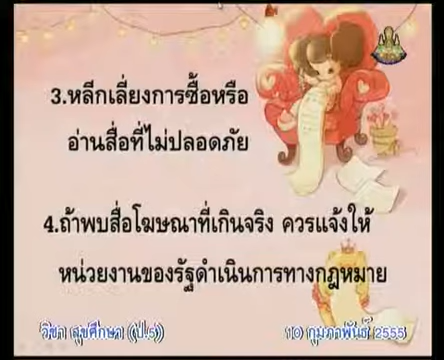 3.หลีกเลี่ยงการซื้อหรือ
อ่านสื่อที่ไม่ปลอดภัย
4.ถ้าพบสื่อโฆษณาที่เกินจริง ควรแจ้งให้
หน่วยงานของรัฐดำเนินการทางกฎหมาย
วิชา สุขศึกษา (ป.5)
10 กุมภาพันธ์ 2555